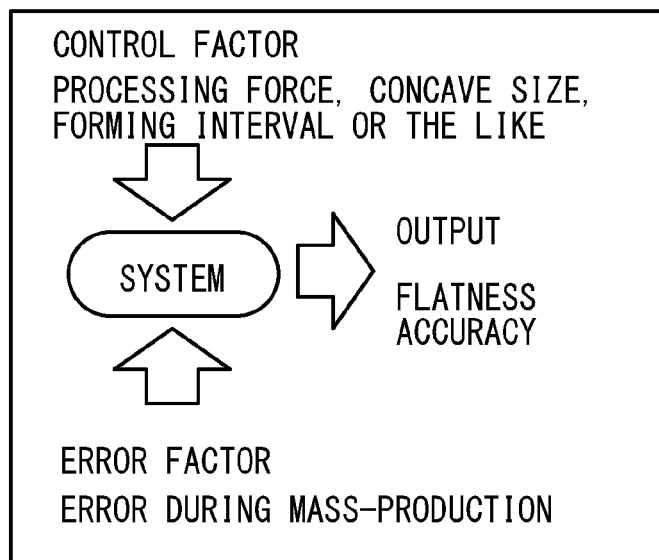 CONTROL FACTOR
PROCESSING FORCE, CONCAVE SIZE,
FORMING INTERVAL OR THE LIKE
SYSTEM
OUTPUT
FLATNESS
ACCURACY
ERROR FACTOR
ERROR DURING MASS-PRODUCTION